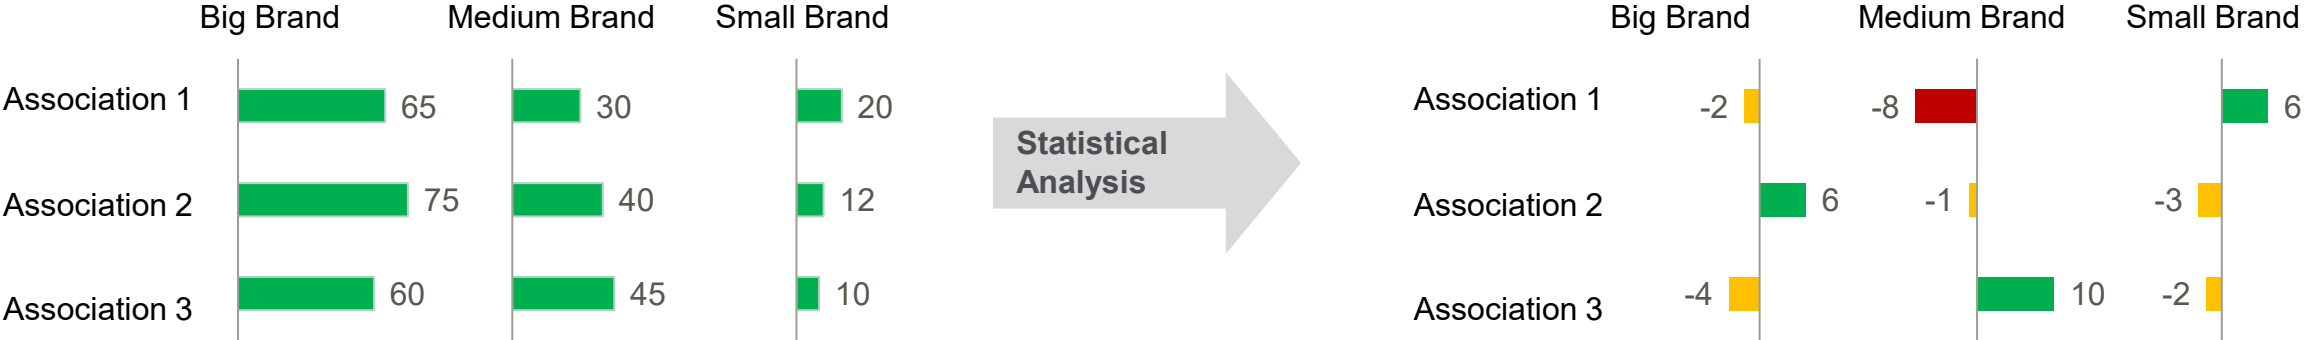 Big Brand Medium Brand Small Brand
Association 1 65 30 20
Association 2 75 40 12
Association 3 60 45 10
Statistical
Analysis
Big Brand Medium Brand Small Brand
Association 1 -2 -8 6
Association 2 6 -1 -3
Association 3 -4 10 -2